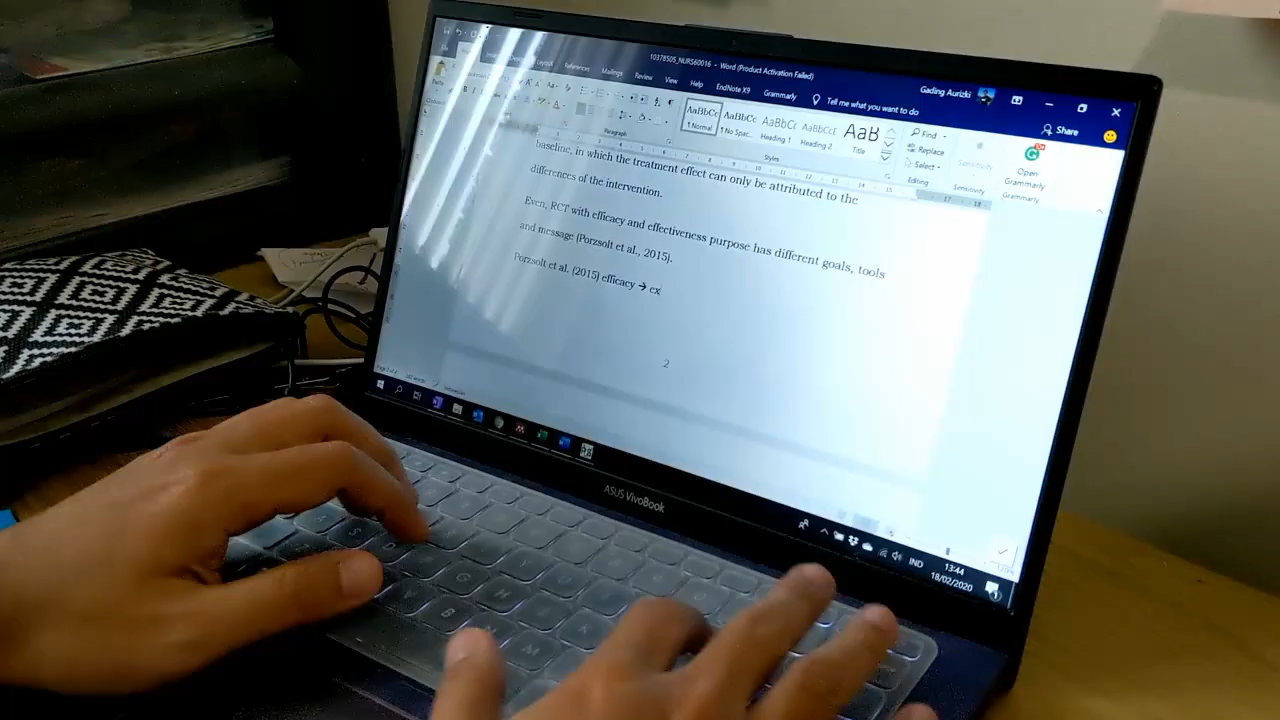 10378505_NURS60016 - Word (Product Activation Failed)
Gading Aurizki
Layout References Mailings Review View Help EndNote X9 Grammarly Tell me what you want to do
Share
AaBbCc AaBbCc AaBbCc AaBbCcE AaB
¶ Normal ¶ No Spac... Heading 1 Heading 2 Title
Find
Replace
Select
Sensitivity
Open
Grammarly
Paragraph Styles Editing Sensitivity Grammarly
baseline, in which the treatment effect can only be attributed to the
differences of the intervention.
Even, RCT with efficacy and effectiveness purpose has different goals, tools
and message (Porzsolt et al., 2015).
Porzsolt et al. (2015) efficacy → ex
2
IND
13:44
18/02/2020
ASUS VivoBook
S
D
G
H
K
V
B
M